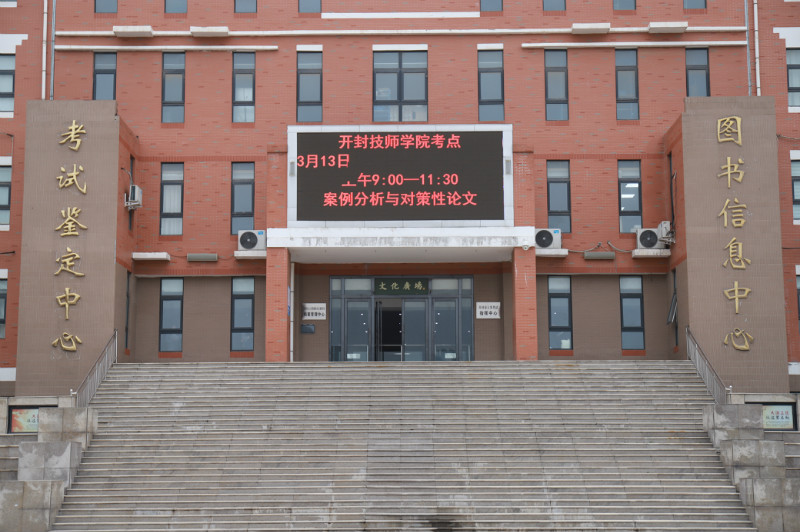 考试鉴定中心
开封技师学院考点
3月13日
上午9:00—11:30
案例分析与对策性论文
文化广场
图书信息中心